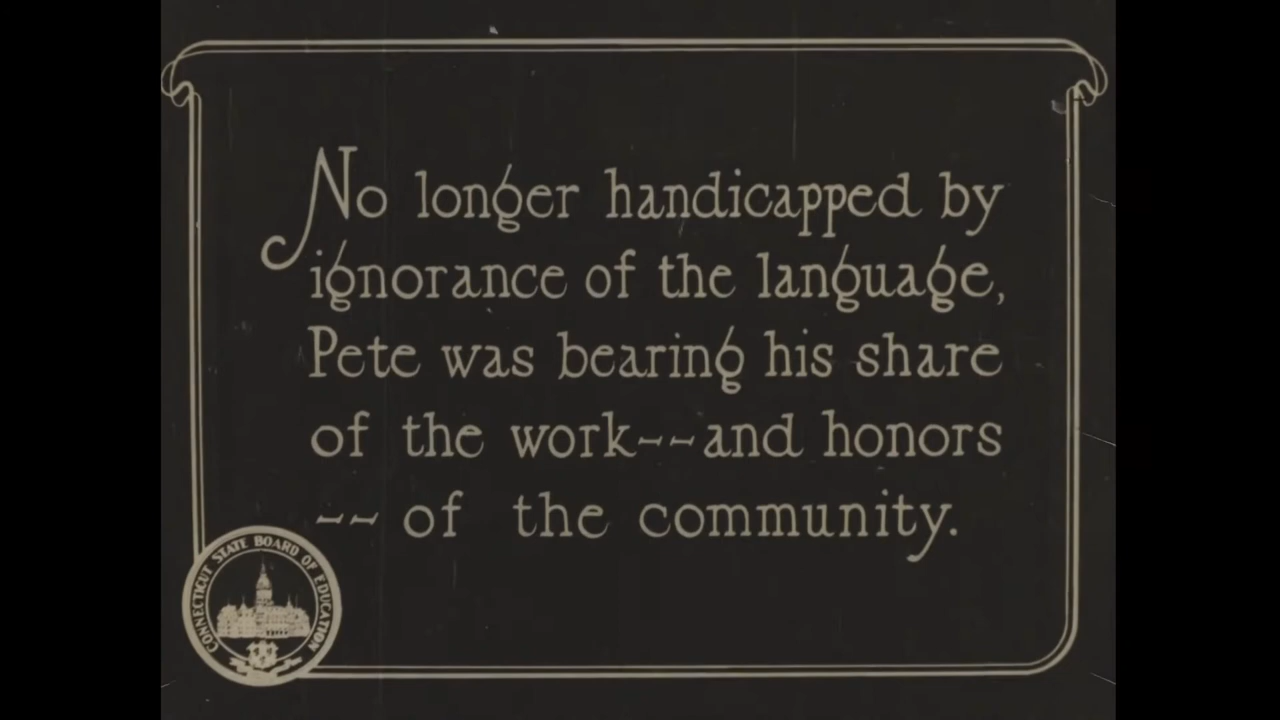 No longer handicapped by
ignorance of the language,
Pete was bearing his share
of the work--and honors
-- of the community.
CONNECTICUT STATE BOARD OF EDUCATION